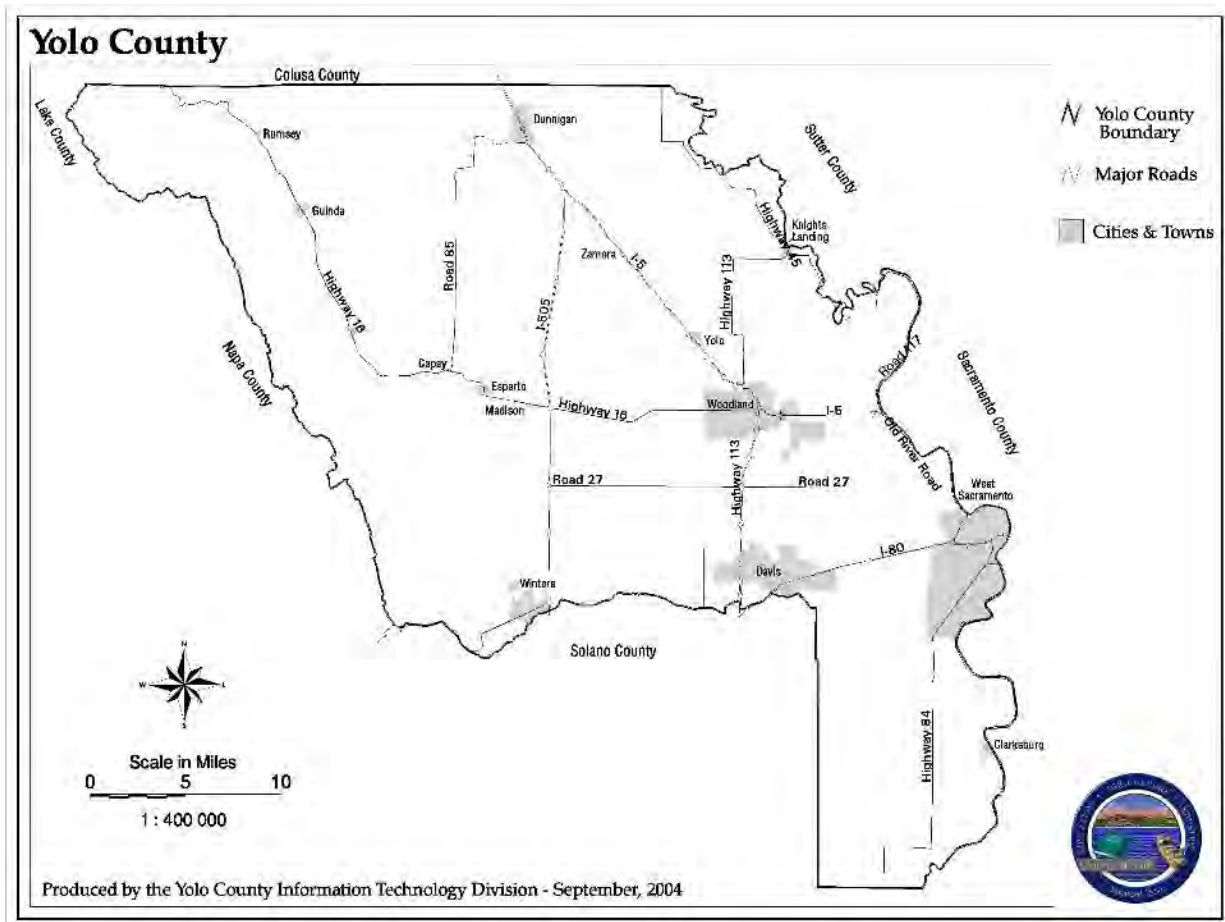 Yolo County
Colusa County
Lake County
Rumsey
Dunnigan
Sutter County
Guinda
Road 85
Zamora
I-5
Highway 45
Knights
Landing
Highway 113
Highway 16
I-505
Yolo
Napa County
Capay
Esparto
Madison
Highway 16
Woodland
I-5
Road 117
Sacramento County
Old River Road
Highway 113
Road 27
Road 27
West
Sacramento
I-80
Davis
Winters
Solano County
Highway 84
Clarksburg
N
W
S
Scale in Miles
0 5 10
1 : 400 000
Yolo County
Boundary
Major Roads
Cities & Towns
Produced by the Yolo County Information Technology Division - September, 2004